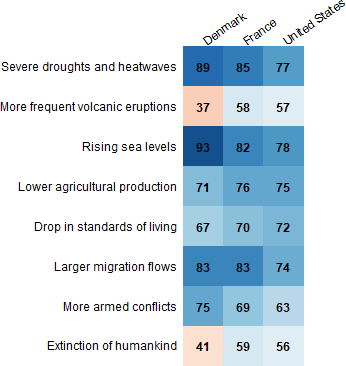 Denmark France United States
Severe droughts and heatwaves 89 85 77
More frequent volcanic eruptions 37 58 57
Rising sea levels 93 82 78
Lower agricultural production 71 76 75
Drop in standards of living 67 70 72
Larger migration flows 83 83 74
More armed conflicts 75 69 63
Extinction of humankind 41 59 56